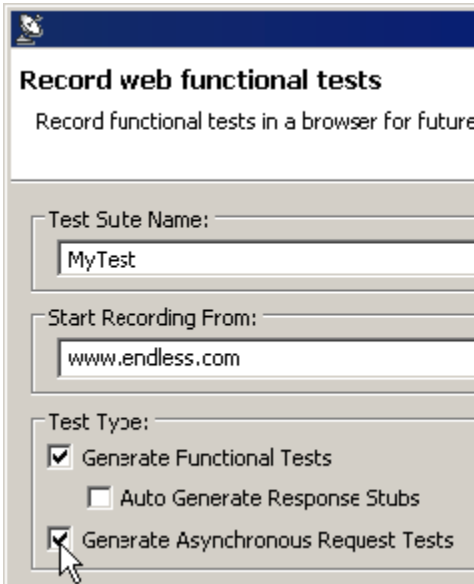 Record web functional tests
Record functional tests in a browser for future
Test Suite Name:
MyTest
Start Recording From:
www.endless.com
Test Type:
Generate Functional Tests
Auto Generate Response Stubs
Generate Asynchronous Request Tests